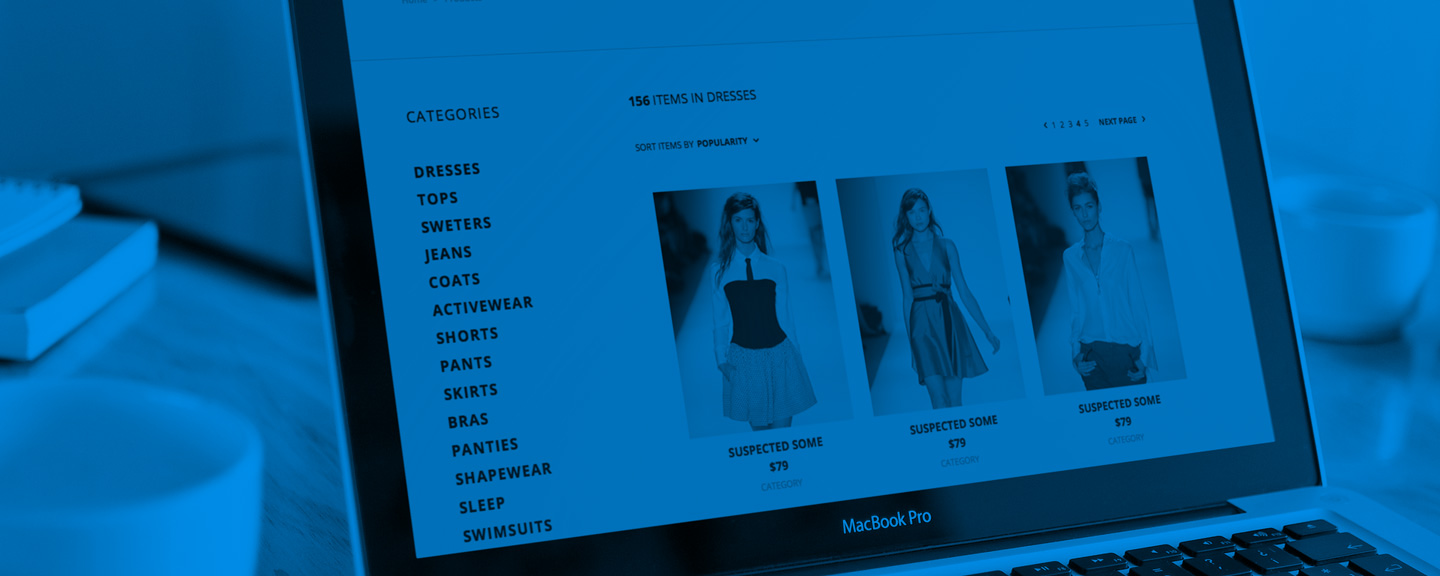 CATEGORIES
DRESSES
TOPS
SWETERS
JEANS
COATS
ACTIVEWEAR
SHORTS
PANTS
SKIRTS
BRAS
PANTIES
SHAPEWEAR
SLEEP
SWIMSUITS
156 ITEMS IN DRESSES
SORT ITEMS BY POPULARITY
1 2 3 4 5 NEXT PAGE
SUSPECTED SOME
$79
CATEGORY
SUSPECTED SOME
$79
CATEGORY
SUSPECTED SOME
$79
CATEGORY
MacBook Pro